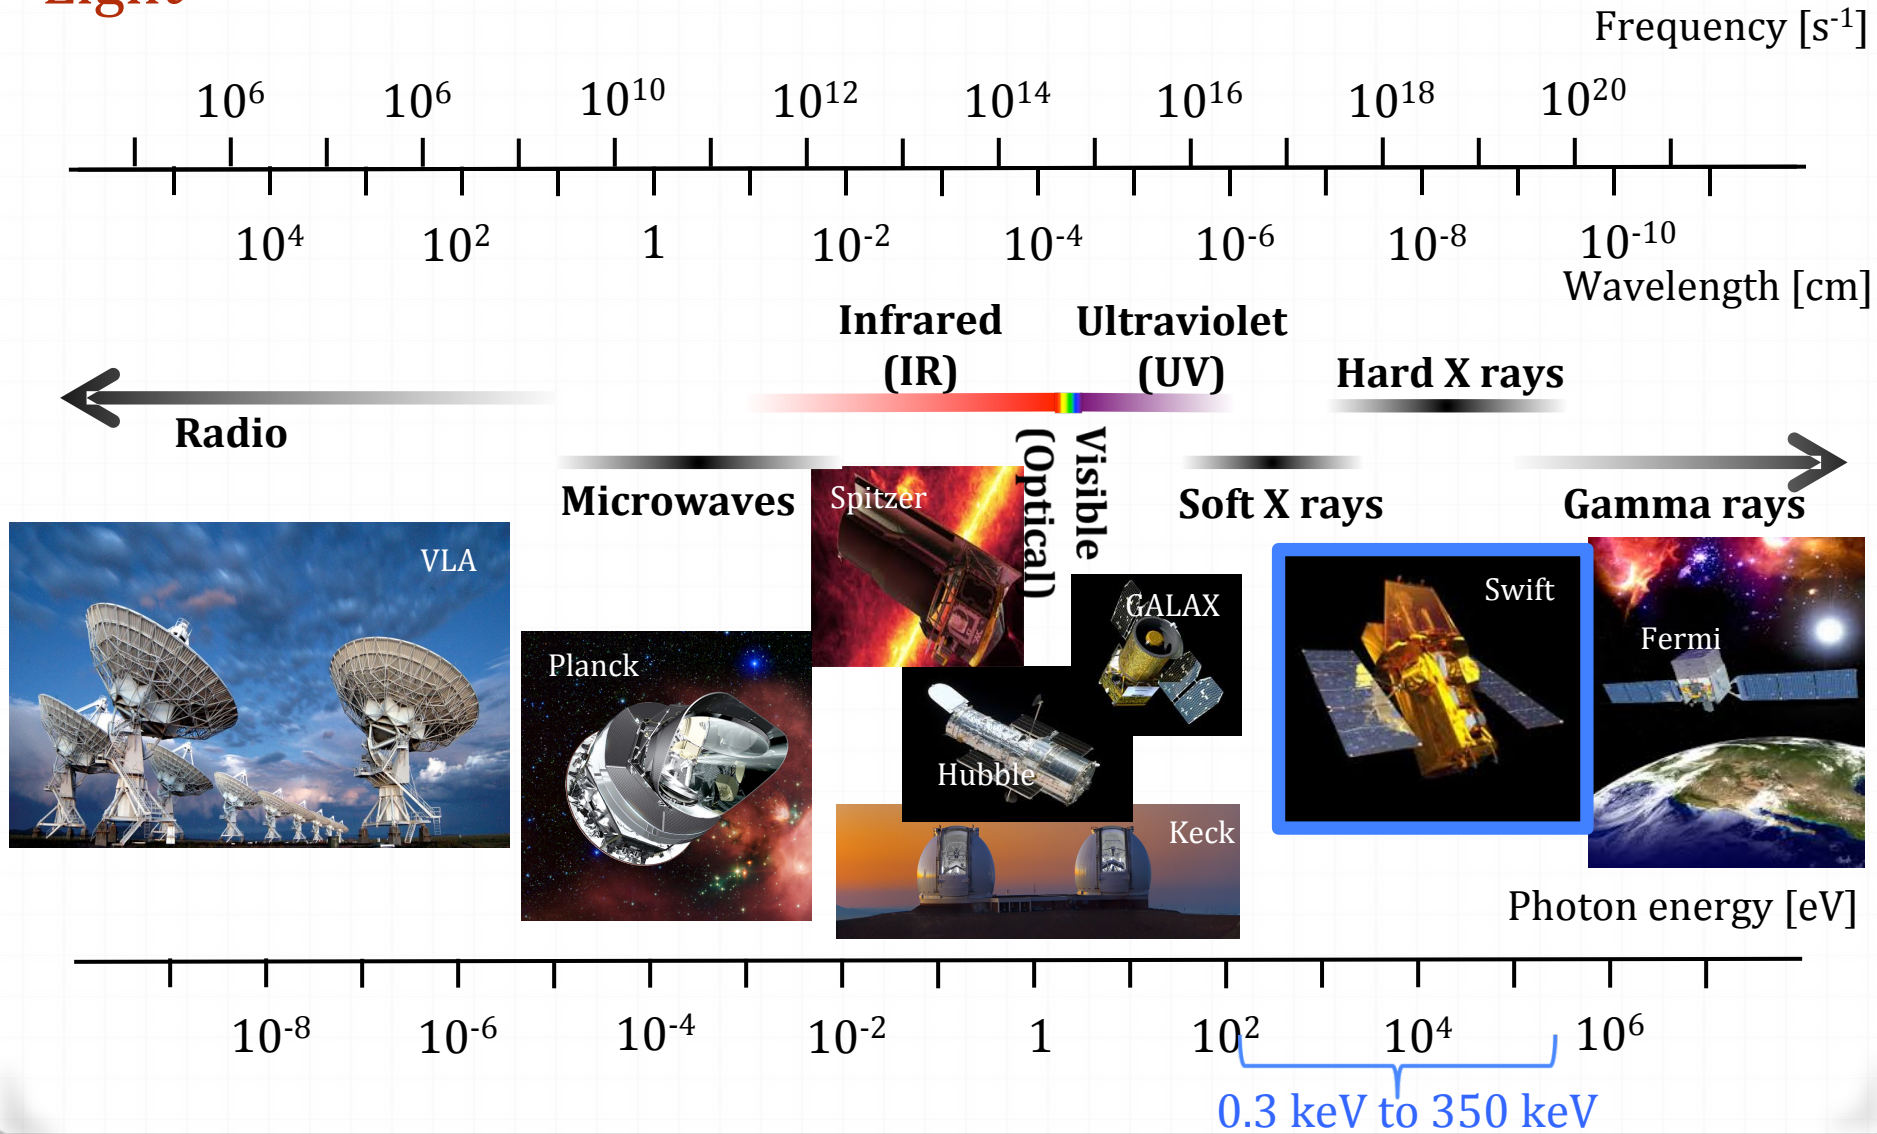 Light
Frequency [s⁻¹]
10⁶ 10⁶ 10¹⁰ 10¹² 10¹⁴ 10¹⁶ 10¹⁸ 10²⁰
10⁴ 10² 1 10⁻² 10⁻⁴ 10⁻⁶ 10⁻⁸ 10⁻¹⁰
Wavelength [cm]
Infrared
(IR)
Ultraviolet
(UV)
Hard X rays
Radio
Visible
(Optical)
Microwaves
Soft X rays
Gamma rays
VLA
Planck
Spitzer
GALAX
Hubble
Keck
Swift
Fermi
Photon energy [eV]
10⁻⁸ 10⁻⁶ 10⁻⁴ 10⁻² 1 10² 10⁴ 10⁶
0.3 keV to 350 keV